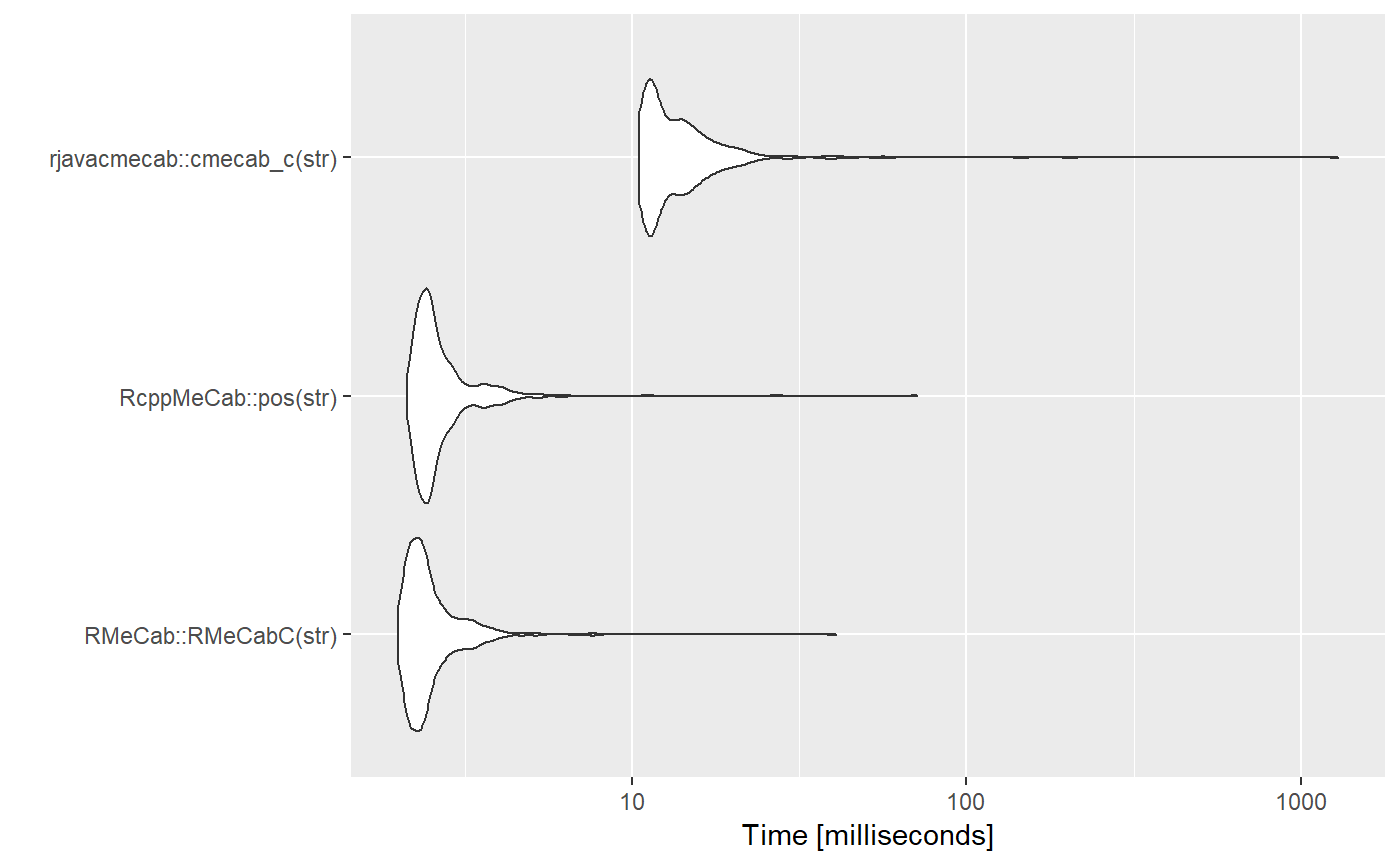 rjavacmecab::cmecab_c(str)
RcppMeCab::pos(str)
RMeCab::RMeCabC(str)
10 100 1000
Time [milliseconds]